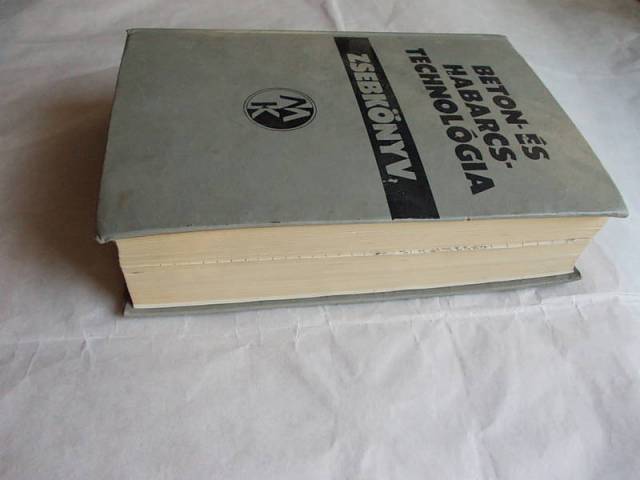 BETON- ÉS
HABARCS-
TECHNOLÓGIA
ZSEBKÖNYV
MK